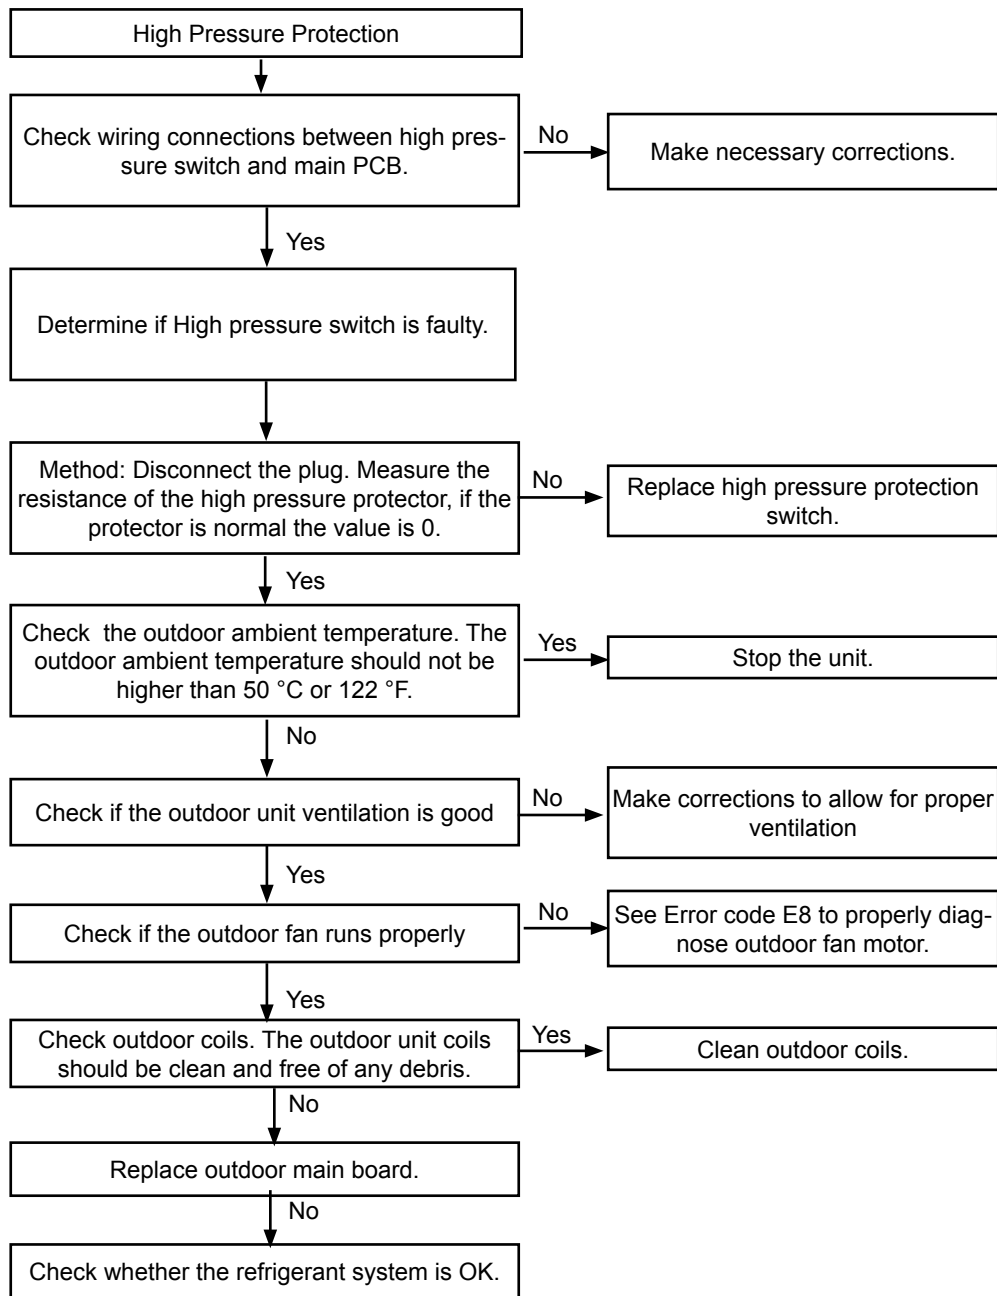 High Pressure Protection
Check wiring connections between high pres-
sure switch and main PCB.
No
Make necessary corrections.
Yes
Determine if High pressure switch is faulty.
Method: Disconnect the plug. Measure the
resistance of the high pressure protector, if the
protector is normal the value is 0.
No
Replace high pressure protection
switch.
Yes
Check the outdoor ambient temperature. The
outdoor ambient temperature should not be
higher than 50 °C or 122 °F.
Yes
Stop the unit.
No
Check if the outdoor unit ventilation is good
No
Make corrections to allow for proper
ventilation
Yes
Check if the outdoor fan runs properly
No
See Error code E8 to properly diag-
nose outdoor fan motor.
Yes
Check outdoor coils. The outdoor unit coils
should be clean and free of any debris.
Yes
Clean outdoor coils.
No
Replace outdoor main board.
No
Check whether the refrigerant system is OK.